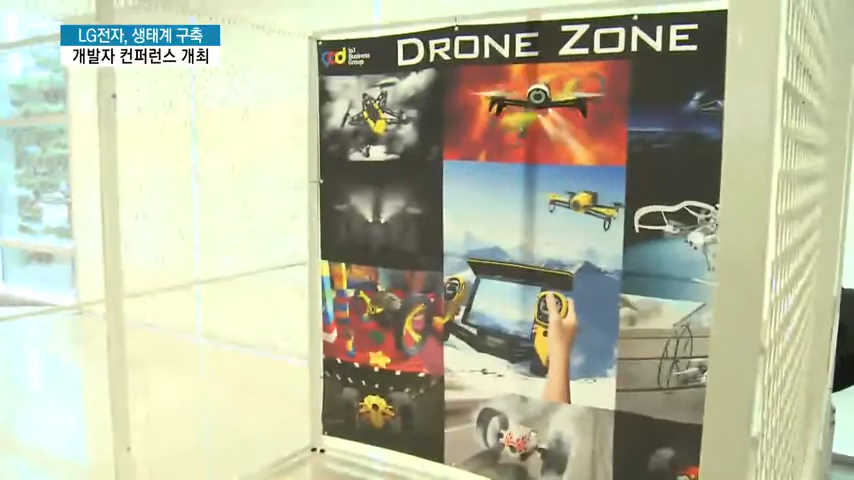 LG전자, 생태계 구축
개발자 컨퍼런스 개최
DRONE ZONE
IoT
Business
Group